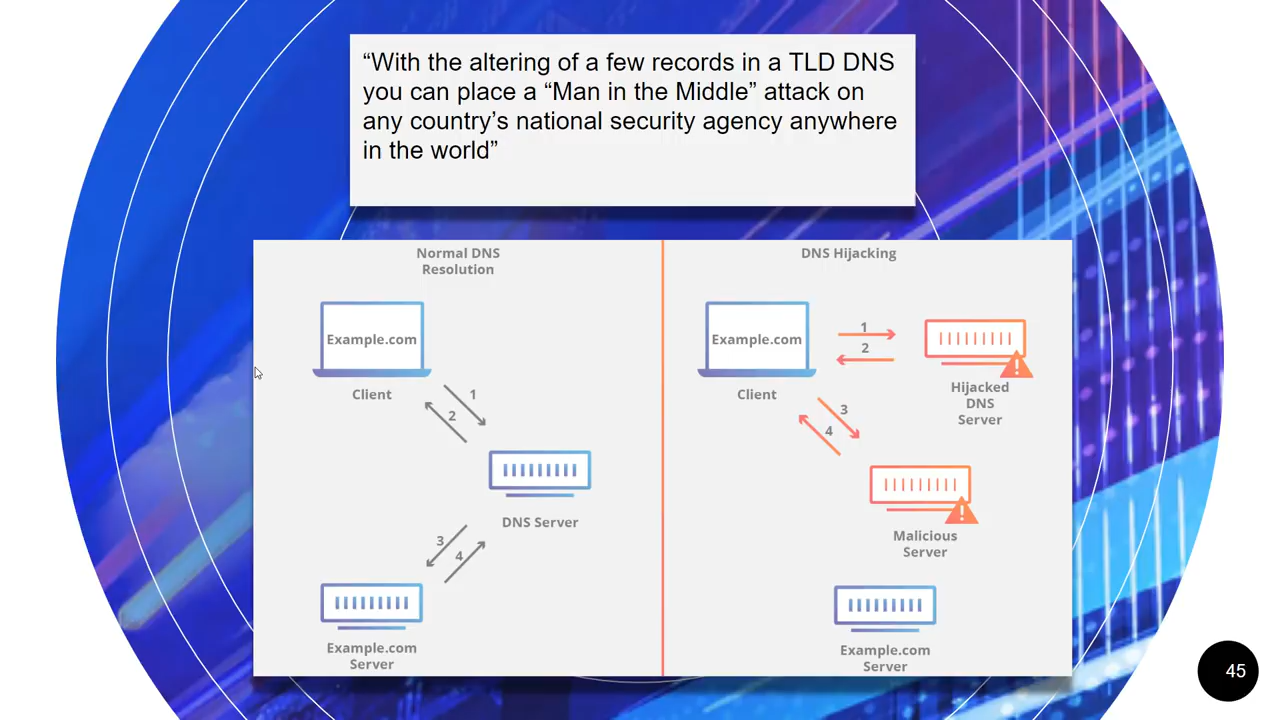 “With the altering of a few records in a TLD DNS
you can place a “Man in the Middle” attack on
any country’s national security agency anywhere
in the world”
Normal DNS
Resolution
Example.com
Client
1
2
DNS Server
3
4
Example.com
Server
DNS Hijacking
Example.com
Client
1
2
Hijacked
DNS
Server
3
4
Malicious
Server
Example.com
Server
45